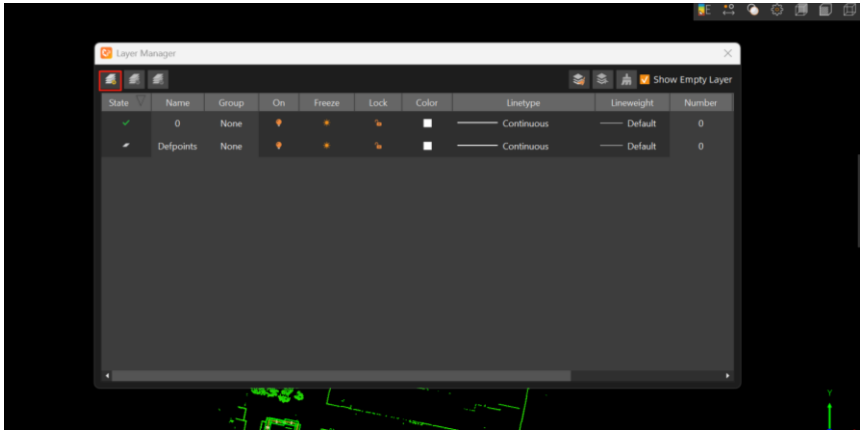 E
Layer Manager
Show Empty Layer
State Name Group On Freeze Lock Color Linetype Lineweight Number
0 None Continuous Default 0
Defpoints None Continuous Default 0
Y